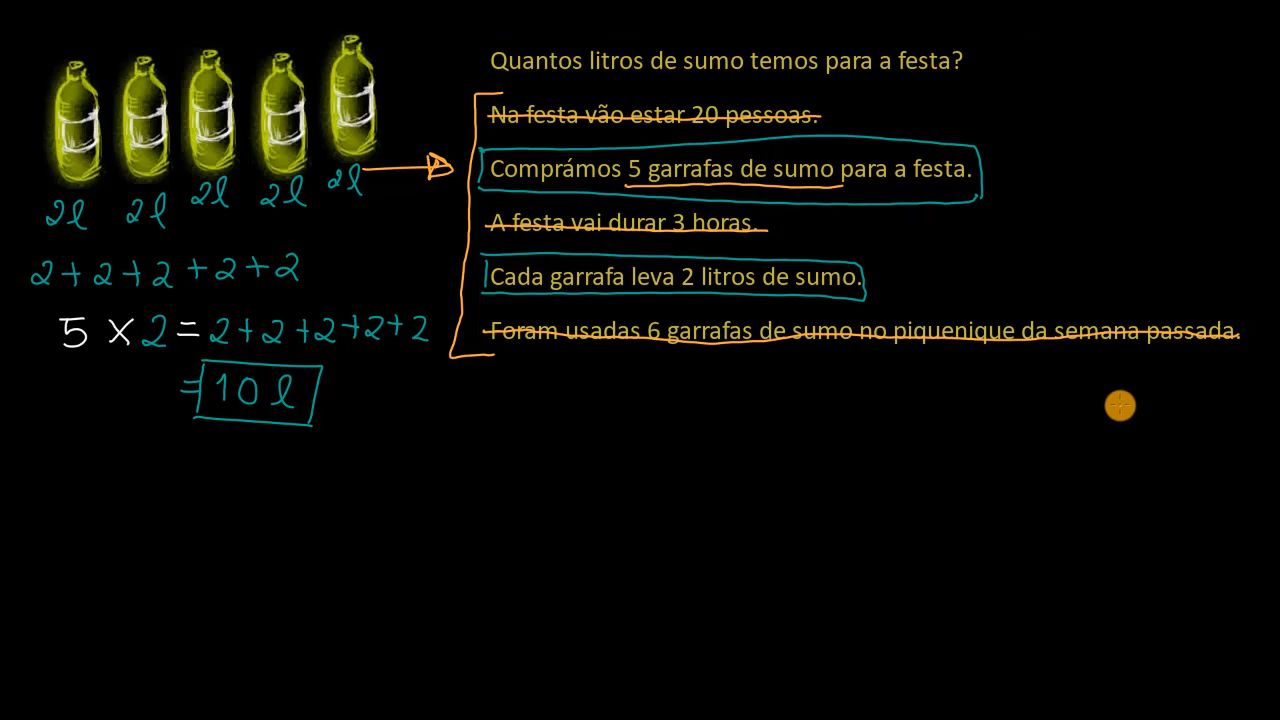 Quantos litros de sumo temos para a festa?
Na festa vão estar 20 pessoas.
Comprámos 5 garrafas de sumo para a festa.
A festa vai durar 3 horas.
Cada garrafa leva 2 litros de sumo.
Foram usadas 6 garrafas de sumo no piquenique da semana passada.
2l 2l 2l 2l 2l
2+2+2+2+2
5 × 2 = 2+2+2+2+2
= 10 l